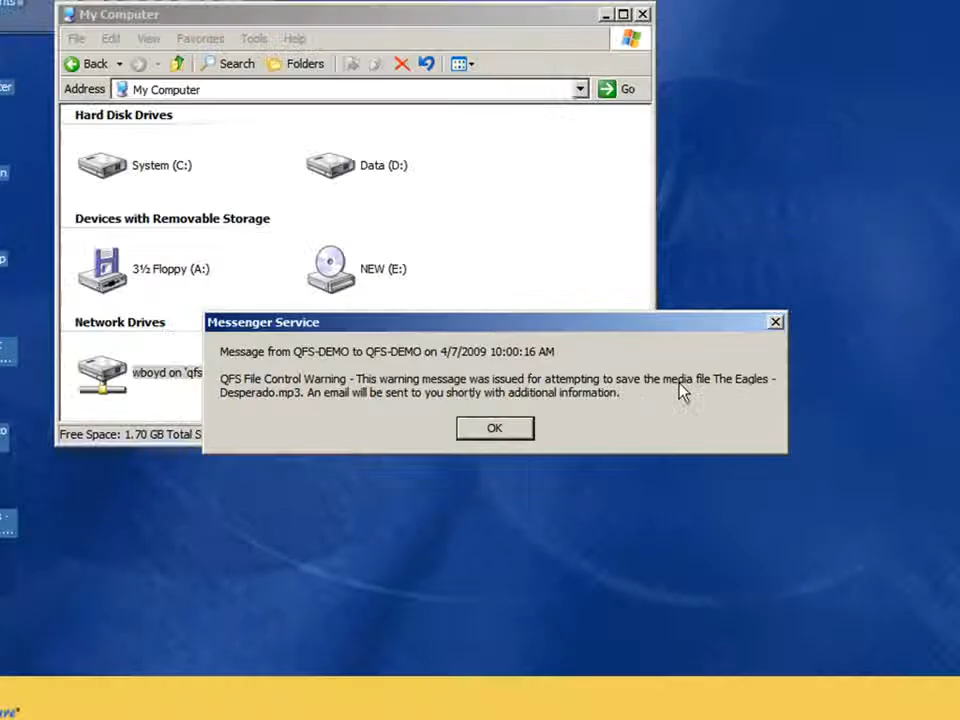 My Computer
File Edit View Favorites Tools Help
Back Search Folders
Address My Computer Go
Hard Disk Drives
System (C:) Data (D:)
Devices with Removable Storage
3½ Floppy (A:) NEW (E:)
Network Drives
wboyd on 'qfs
Free Space: 1.70 GB Total S
Messenger Service
Message from QFS-DEMO to QFS-DEMO on 4/7/2009 10:00:16 AM
QFS File Control Warning - This warning message was issued for attempting to save the media file The Eagles -
Desperado.mp3. An email will be sent to you shortly with additional information.
OK